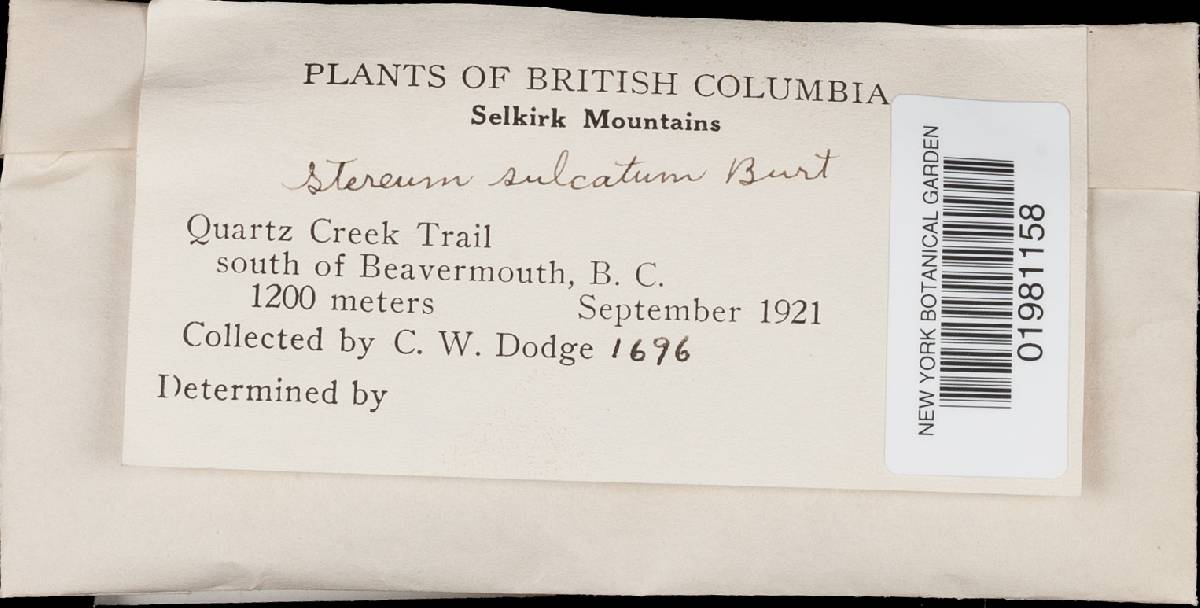 PLANTS OF BRITISH COLUMBIA
Selkirk Mountains
Stereum sulcatum Burt
Quartz Creek Trail
south of Beavermouth, B. C.
1200 meters September 1921
Collected by C. W. Dodge 1696
Determined by
NEW YORK BOTANICAL GARDEN
01981158